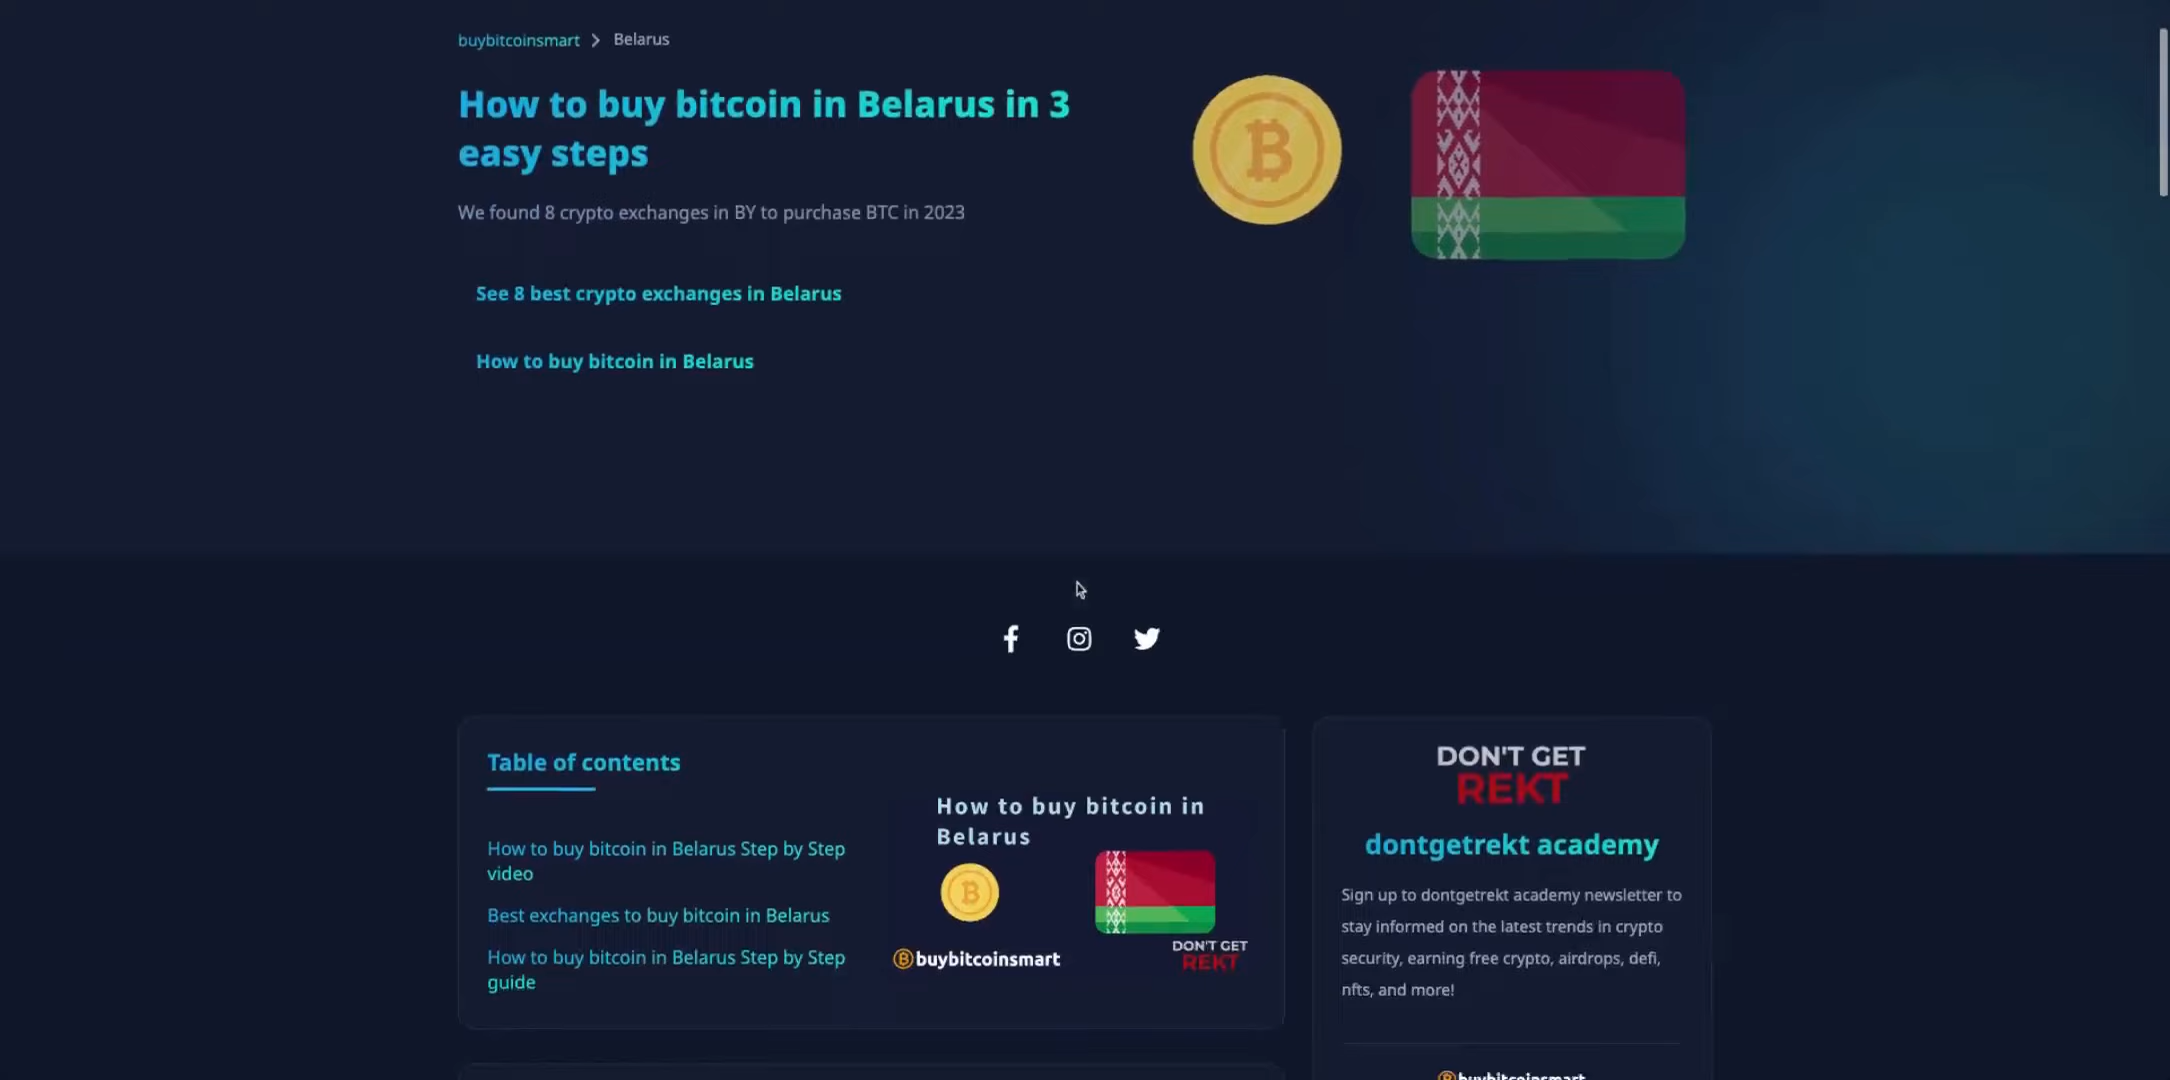 buybitcoinsmart > Belarus
How to buy bitcoin in Belarus in 3
easy steps
We found 8 crypto exchanges in BY to purchase BTC in 2023
See 8 best crypto exchanges in Belarus
How to buy bitcoin in Belarus
Table of contents
How to buy bitcoin in Belarus Step by Step
video
Best exchanges to buy bitcoin in Belarus
How to buy bitcoin in Belarus Step by Step
guide
How to buy bitcoin in
Belarus
buybitcoinsmart
DON'T GET
REKT
DON'T GET
REKT
dontgetrekt academy
Sign up to dontgetrekt academy newsletter to
stay informed on the latest trends in crypto
security, earning free crypto, airdrops, defi,
nfts, and more!
buybitcoinsmart